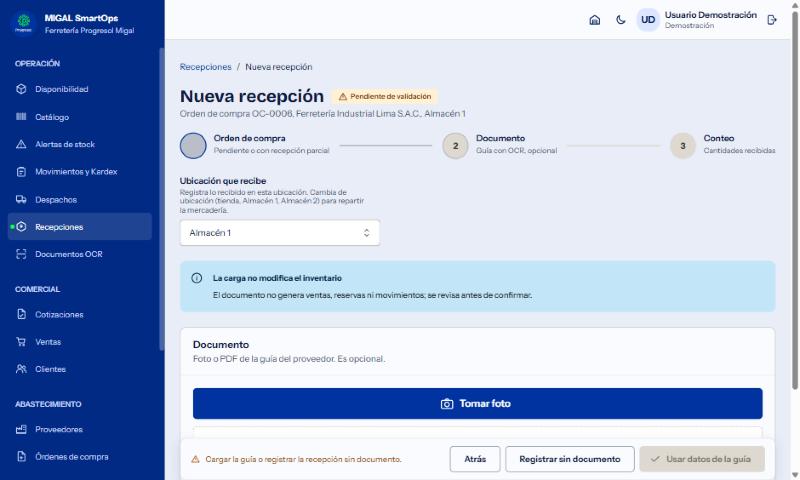 MIGAL SmartOps
Ferretería Progresol Migal
OPERACIÓN
Disponibilidad
Catálogo
Alertas de stock
Movimientos y Kardex
Despachos
Recepciones
Documentos OCR
COMERCIAL
Cotizaciones
Ventas
Clientes
ABASTECIMIENTO
Proveedores
Órdenes de compra
UD
Usuario Demostración
Demostración
Recepciones / Nueva recepción
Nueva recepción
Pendiente de validación
Orden de compra OC-0006, Ferretería Industrial Lima S.A.C., Almacén 1
Orden de compra
Pendiente o con recepción parcial
2
Documento
Guía con OCR, opcional
3
Conteo
Cantidades recibidas
Ubicación que recibe
Registra lo recibido en esta ubicación. Cambia de
ubicación (tienda, Almacén 1, Almacén 2) para repartir
la mercadería.
Almacén 1
La carga no modifica el inventario
El documento no genera ventas, reservas ni movimientos; se revisa antes de confirmar.
Documento
Foto o PDF de la guía del proveedor. Es opcional.
Tomar foto
Cargar la guía o registrar la recepción sin documento.
Atrás
Registrar sin documento
Usar datos de la guía